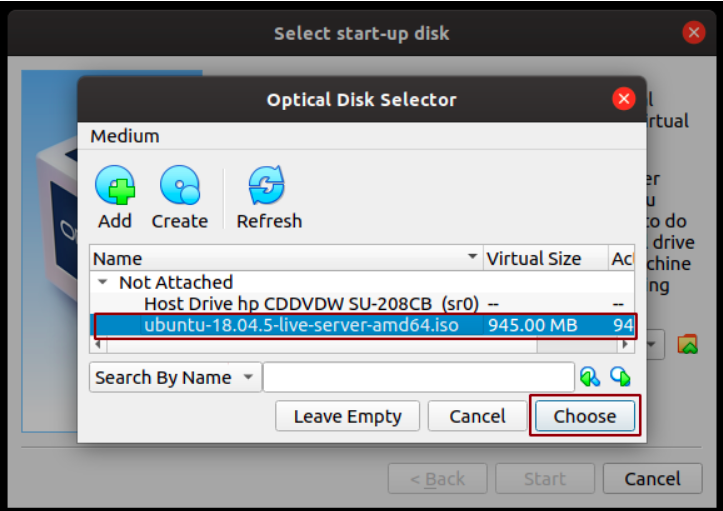 Select start-up disk
Optical Disk Selector
Medium
Add Create Refresh
Name Virtual Size
Not Attached
Host Drive hp CDDVDW SU-208CB (sr0) -- --
ubuntu-18.04.5-live-server-amd64.iso 945.00 MB 94
Search By Name
Leave Empty Cancel Choose
rtual
er
to do
drive
chine
ng
< Back Start Cancel